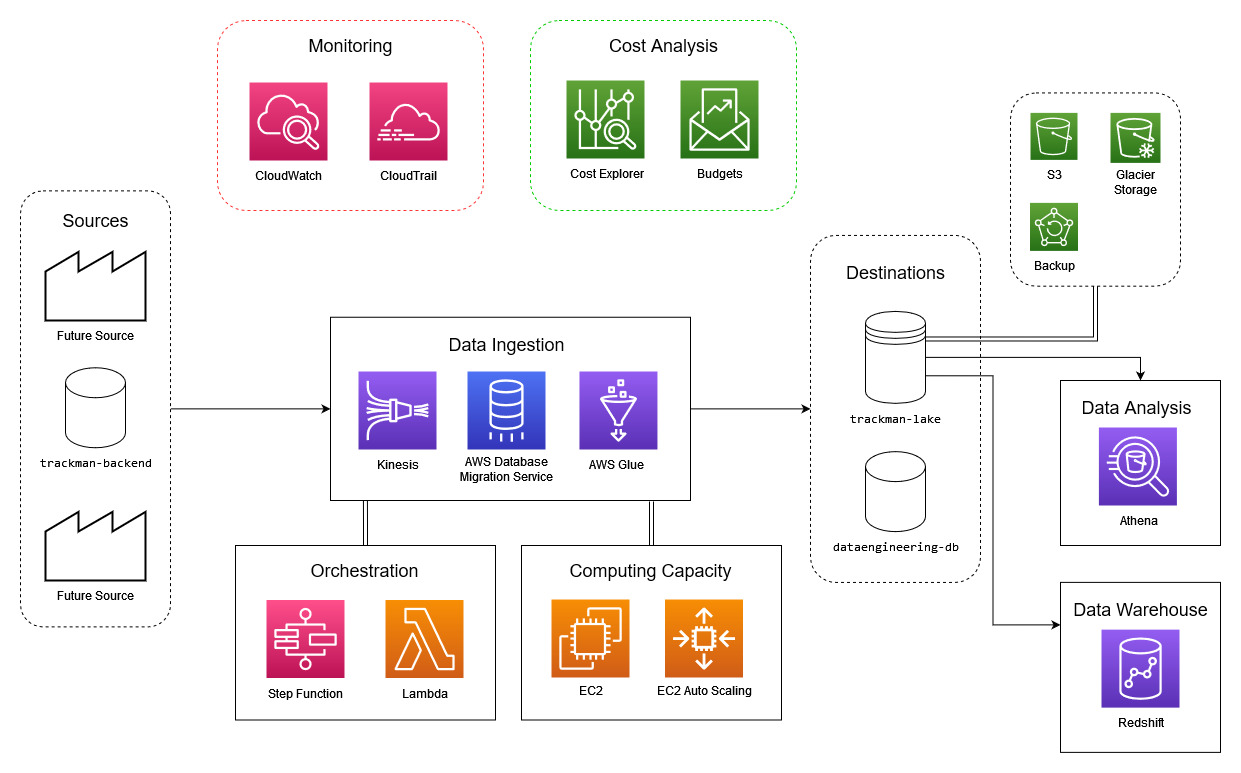 Monitoring
CloudWatch
CloudTrail
Cost Analysis
Cost Explorer
Budgets
S3
Glacier
Storage
Backup
Sources
Future Source
trackman-backend
Future Source
Data Ingestion
Kinesis
AWS Database
Migration Service
AWS Glue
Orchestration
Step Function
Lambda
Computing Capacity
EC2
EC2 Auto Scaling
Destinations
trackman-lake
dataengineering-db
Data Analysis
Athena
Data Warehouse
Redshift